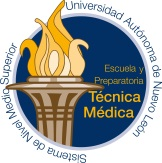 Universidad Autónoma de Nuevo León
Sistema de Nivel Medio Superior
Escuela y
Preparatoria
Técnica
Médica